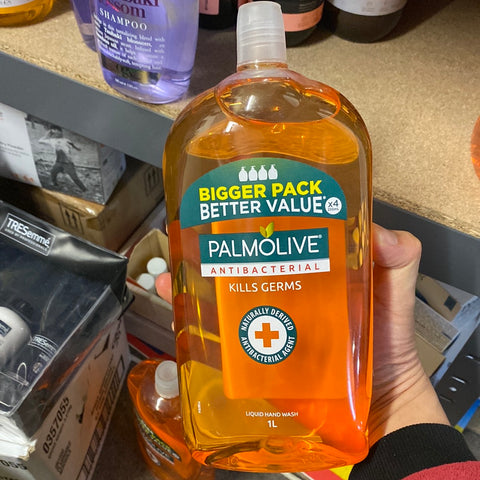 SHAMPOO
BIGGER PACK
BETTER VALUE
x4
PALMOLIVE
ANTIBACTERIAL
KILLS GERMS
NATURALLY DERIVED
ANTIBACTERIAL AGENT
LIQUID HAND WASH
1L
TRESemmé
0357055